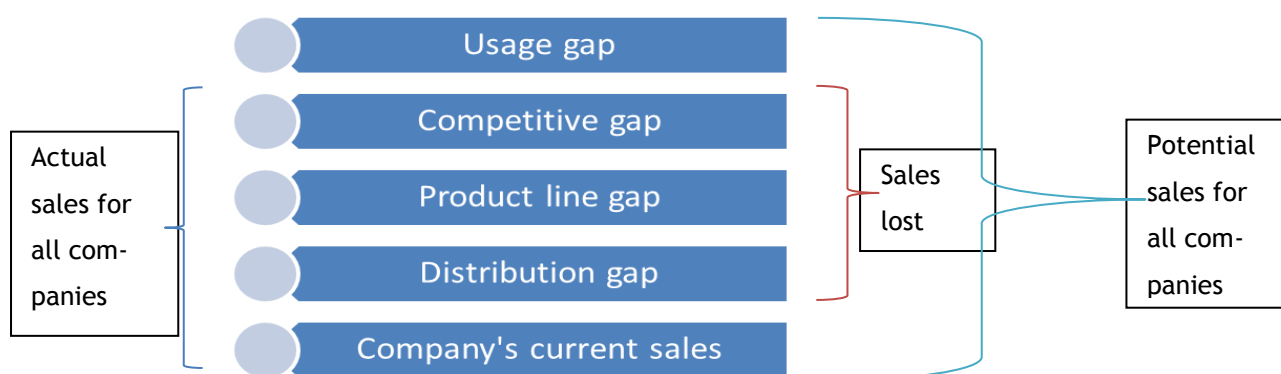 Usage gap
Competitive gap
Product line gap
Distribution gap
Company's current sales
Actual
sales for
all com-
panies
Sales
lost
Potential
sales for
all com-
panies